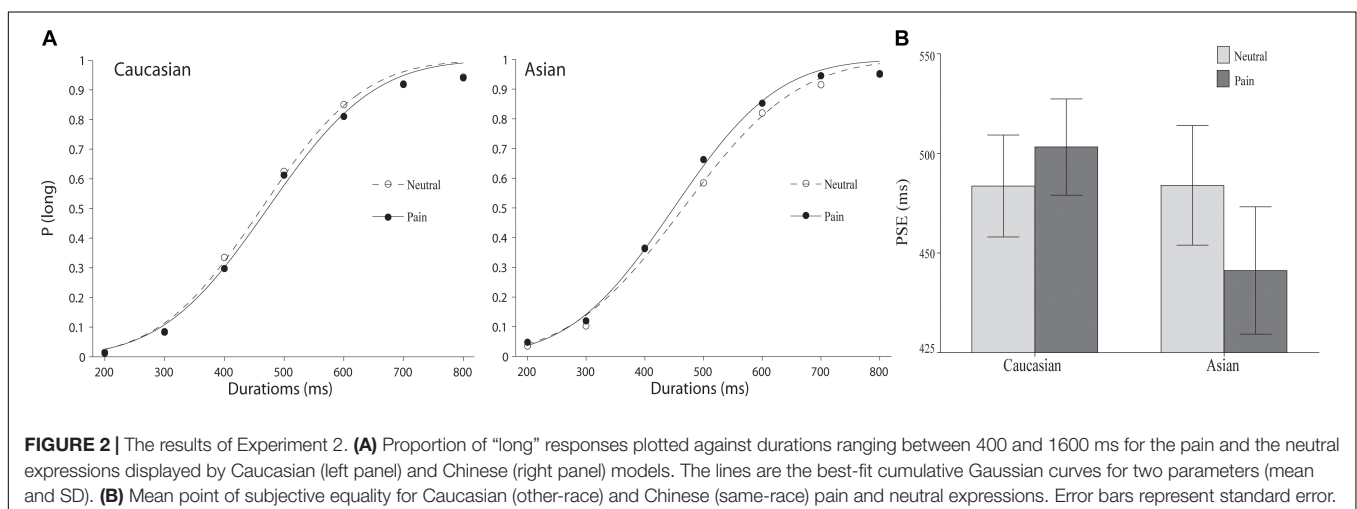 A
Caucasian
P (long)
1
0.9
0.8
0.7
0.6
0.5
0.4
0.3
0.2
0.1
0
200 300 400 500 600 700 800
Duratioms (ms)
Neutral
Pain
Asian
1
0.9
0.8
0.7
0.6
0.5
0.4
0.3
0.2
0.1
0
200 300 400 500 600 700 800
Durations (ms)
Neutral
Pain
B
Neutral
Pain
PSE (ms)
550
500
450
425
Caucasian Asian
FIGURE 2 | The results of Experiment 2. (A) Proportion of “long” responses plotted against durations ranging between 400 and 1600 ms for the pain and the neutral
expressions displayed by Caucasian (left panel) and Chinese (right panel) models. The lines are the best-fit cumulative Gaussian curves for two parameters (mean
and SD). (B) Mean point of subjective equality for Caucasian (other-race) and Chinese (same-race) pain and neutral expressions. Error bars represent standard error.